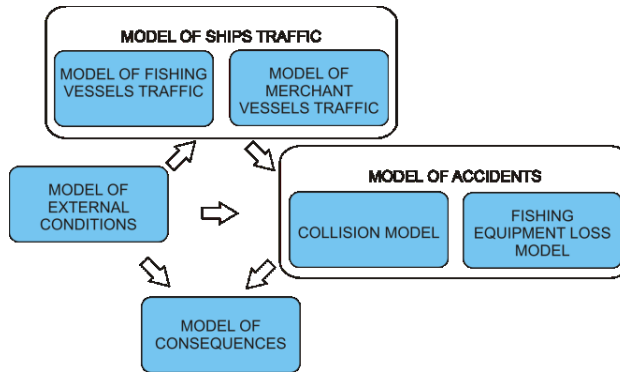 MODEL OF SHIPS TRAFFIC
MODEL OF FISHING
VESSELS TRAFFIC
MODEL OF
MERCHANT
VESSELS TRAFFIC
MODEL OF
EXTERNAL
CONDITIONS
MODEL OF ACCIDENTS
COLLISION MODEL
FISHING
EQUIPMENT LOSS
MODEL
MODEL OF
CONSEQUENCES